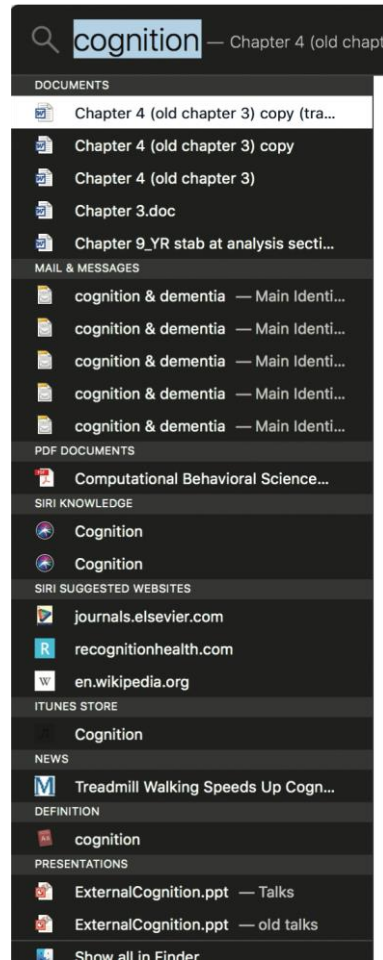 cognition — Chapter 4 (old chapt
DOCUMENTS
Chapter 4 (old chapter 3) copy (tra...
Chapter 4 (old chapter 3) copy
Chapter 4 (old chapter 3)
Chapter 3.doc
Chapter 9_YR stab at analysis secti...
MAIL & MESSAGES
cognition & dementia — Main Identi...
cognition & dementia — Main Identi...
cognition & dementia — Main Identi...
cognition & dementia — Main Identi...
cognition & dementia — Main Identi...
PDF DOCUMENTS
Computational Behavioral Science...
SIRI KNOWLEDGE
Cognition
Cognition
SIRI SUGGESTED WEBSITES
journals.elsevier.com
R recognitionhealth.com
W en.wikipedia.org
ITUNES STORE
Cognition
NEWS
M Treadmill Walking Speeds Up Cogn...
DEFINITION
Aa cognition
PRESENTATIONS
ExternalCognition.ppt — Talks
ExternalCognition.ppt — old talks
Show all in Finder